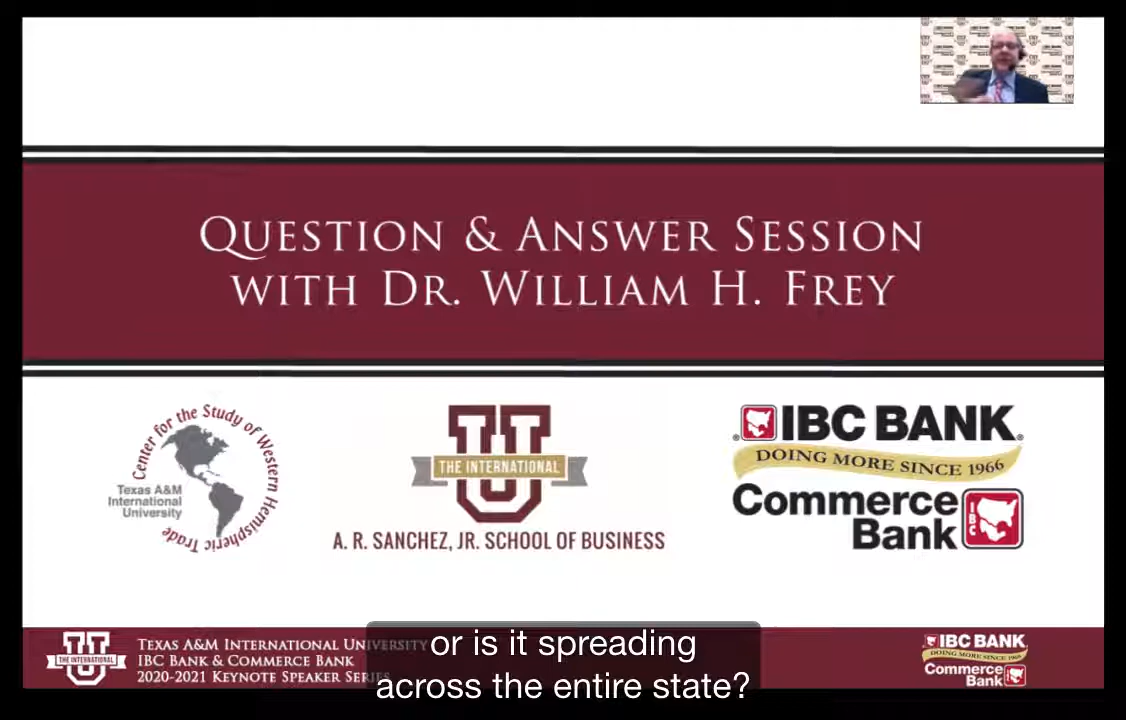 QUESTION & ANSWER SESSION
WITH DR. WILLIAM H. FREY
Center for the Study of Western Hemispheric Trade
Texas A&M
International
University
U
THE INTERNATIONAL
A. R. SANCHEZ, JR. SCHOOL OF BUSINESS
IBC BANK
DOING MORE SINCE 1966
Commerce
Bank
IBC
U
THE INTERNATIONAL
TEXAS A&M INTERNATIONAL UNIVERSITY
IBC BANK & COMMERCE BANK
2020-2021 KEYNOTE SPEAKER SERIES
or is it spreading
across the entire state?
IBC BANK
DOING MORE SINCE 1966
Commerce
Bank